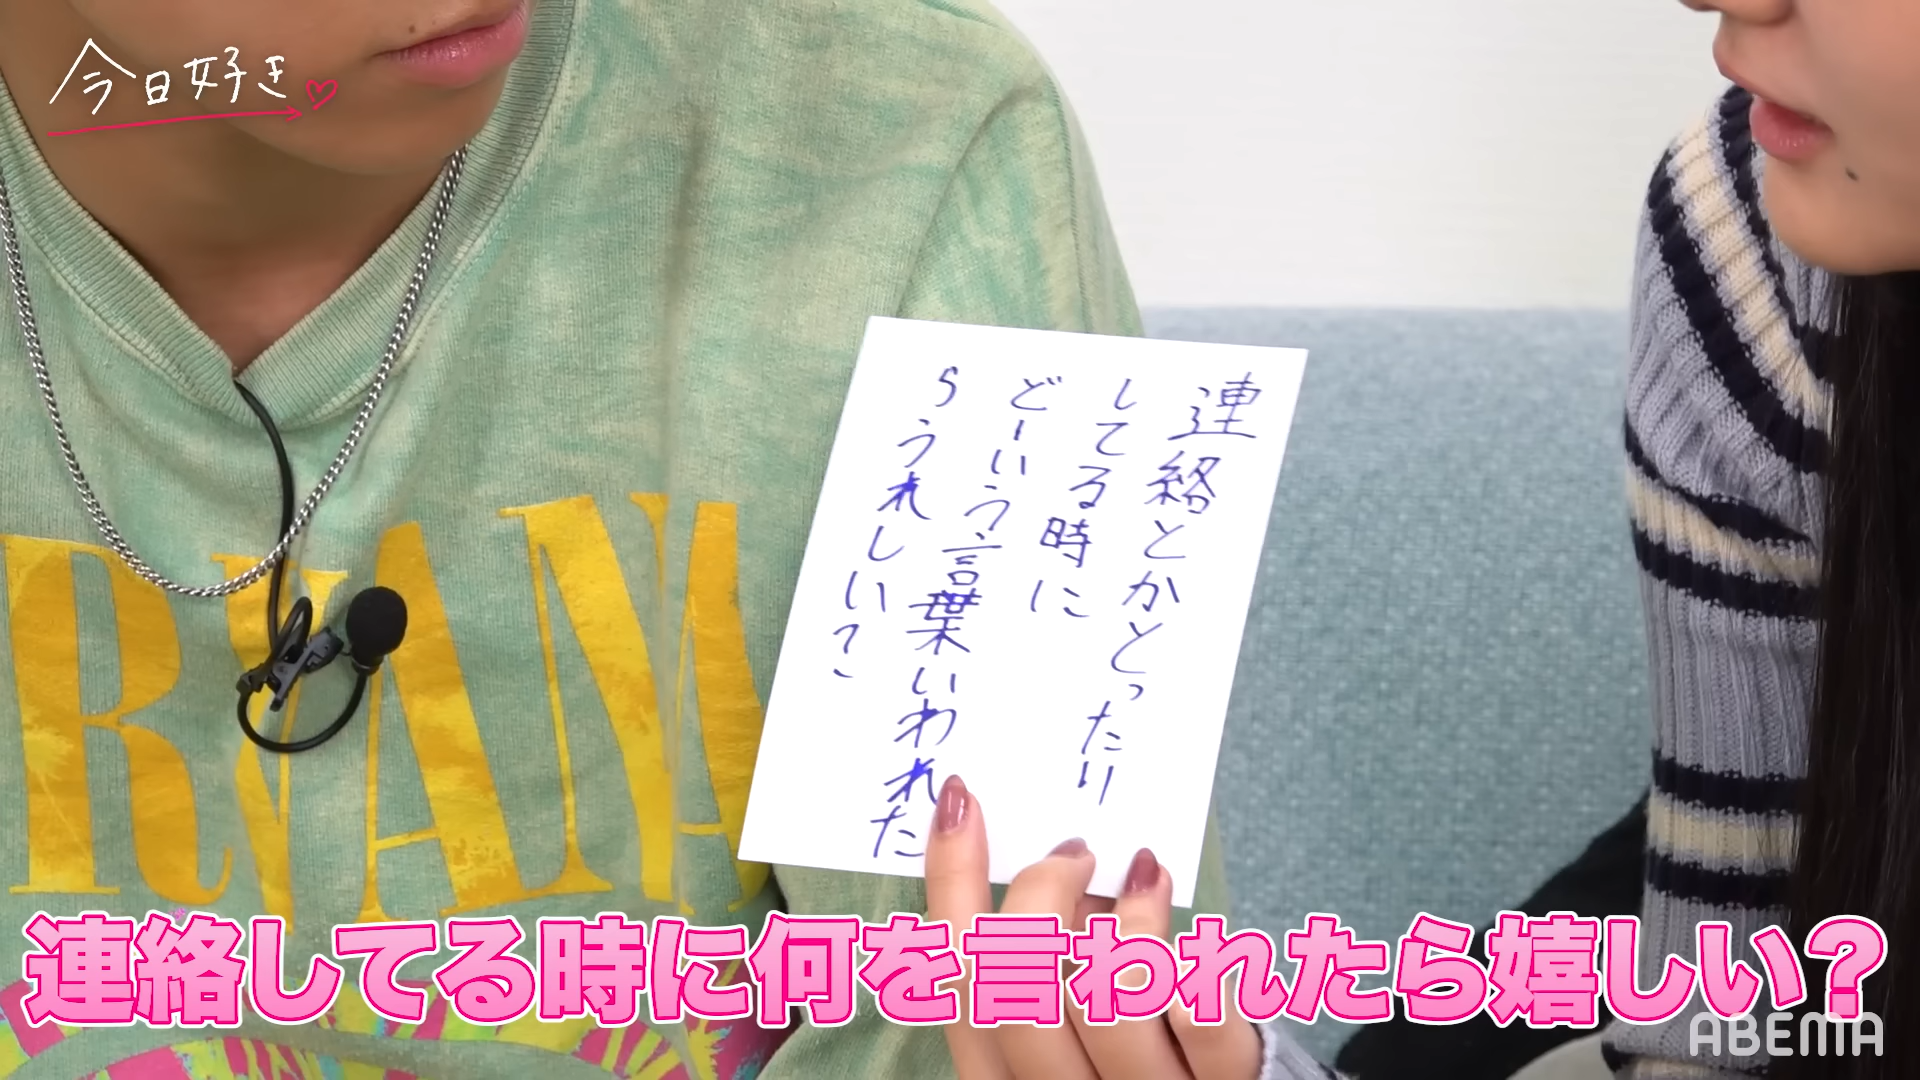 今日好き
連絡とかとったり
してる時に
どーいう言葉いわれた
らうれしい?
RVANA
連絡してる時に何を言われたら嬉しい?
ABEMA